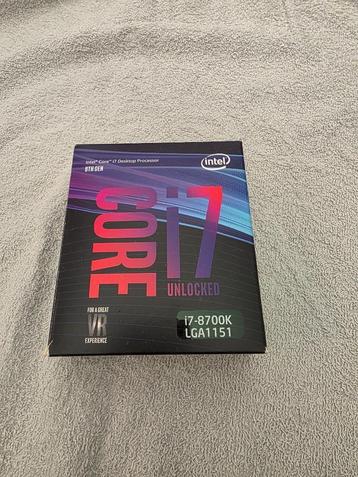 Intel® Core™ i7 Desktop Processor
8TH GEN
intel
CORE i7
UNLOCKED
FOR A GREAT
VR
EXPERIENCE
i7-8700K
LGA1151